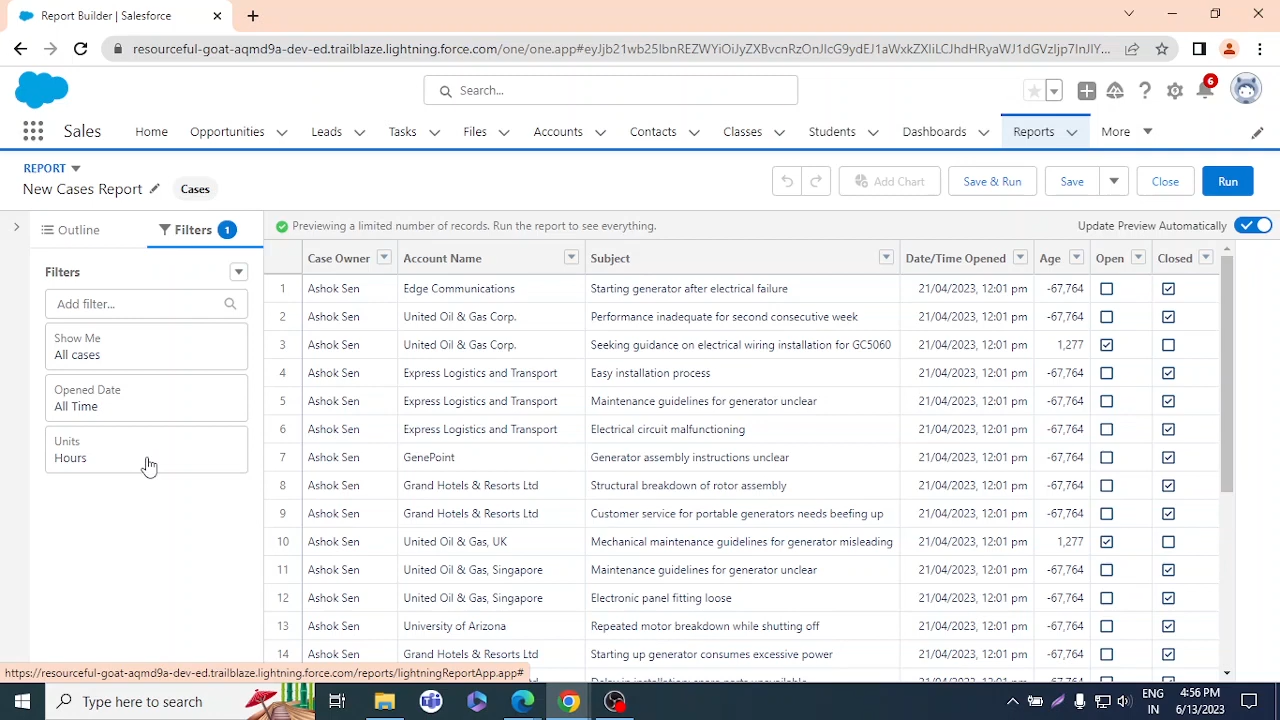 Report Builder | Salesforce
resourceful-goat-aqmd9a-dev-ed.trailblaze.lightning.force.com/one/one.app#
Search...
6
Sales Home Opportunities Leads Tasks Files Accounts Contacts Classes Students Dashboards Reports More
REPORT
New Cases Report Cases
Add Chart Save & Run Save Close Run
Outline Filters 1
Previewing a limited number of records. Run the report to see everything. Update Preview Automatically
Filters
Add filter...
Show Me
All cases
Opened Date
All Time
Units
Hours
Case Owner Account Name Subject Date/Time Opened Age Open Closed
1 Ashok Sen Edge Communications Starting generator after electrical failure 21/04/2023, 12:01 pm -67,764
2 Ashok Sen United Oil & Gas Corp. Performance inadequate for second consecutive week 21/04/2023, 12:01 pm -67,764
3 Ashok Sen United Oil & Gas Corp. Seeking guidance on electrical wiring installation for GC5060 21/04/2023, 12:01 pm 1,277
4 Ashok Sen Express Logistics and Transport Easy installation process 21/04/2023, 12:01 pm -67,764
5 Ashok Sen Express Logistics and Transport Maintenance guidelines for generator unclear 21/04/2023, 12:01 pm -67,764
6 Ashok Sen Express Logistics and Transport Electrical circuit malfunctioning 21/04/2023, 12:01 pm -67,764
7 Ashok Sen GenePoint Generator assembly instructions unclear 21/04/2023, 12:01 pm -67,764
8 Ashok Sen Grand Hotels & Resorts Ltd Structural breakdown of rotor assembly 21/04/2023, 12:01 pm -67,764
9 Ashok Sen Grand Hotels & Resorts Ltd Customer service for portable generators needs beefing up 21/04/2023, 12:01 pm -67,764
10 Ashok Sen United Oil & Gas, UK Mechanical maintenance guidelines for generator misleading 21/04/2023, 12:01 pm 1,277
11 Ashok Sen United Oil & Gas, Singapore Maintenance guidelines for generator unclear 21/04/2023, 12:01 pm -67,764
12 Ashok Sen United Oil & Gas, Singapore Electronic panel fitting loose 21/04/2023, 12:01 pm -67,764
13 Ashok Sen University of Arizona Repeated motor breakdown while shutting off 21/04/2023, 12:01 pm -67,764
14 Ashok Sen Grand Hotels & Resorts Ltd Starting up generator consumes excessive power 21/04/2023, 12:01 pm -67,764
https://resourceful-goat-aqmd9a-dev-ed.trailblaze.lightning.force.com/reports/lightningReportApp.app#
Type here to search
ENG 4:56 PM
IN 6/13/2023